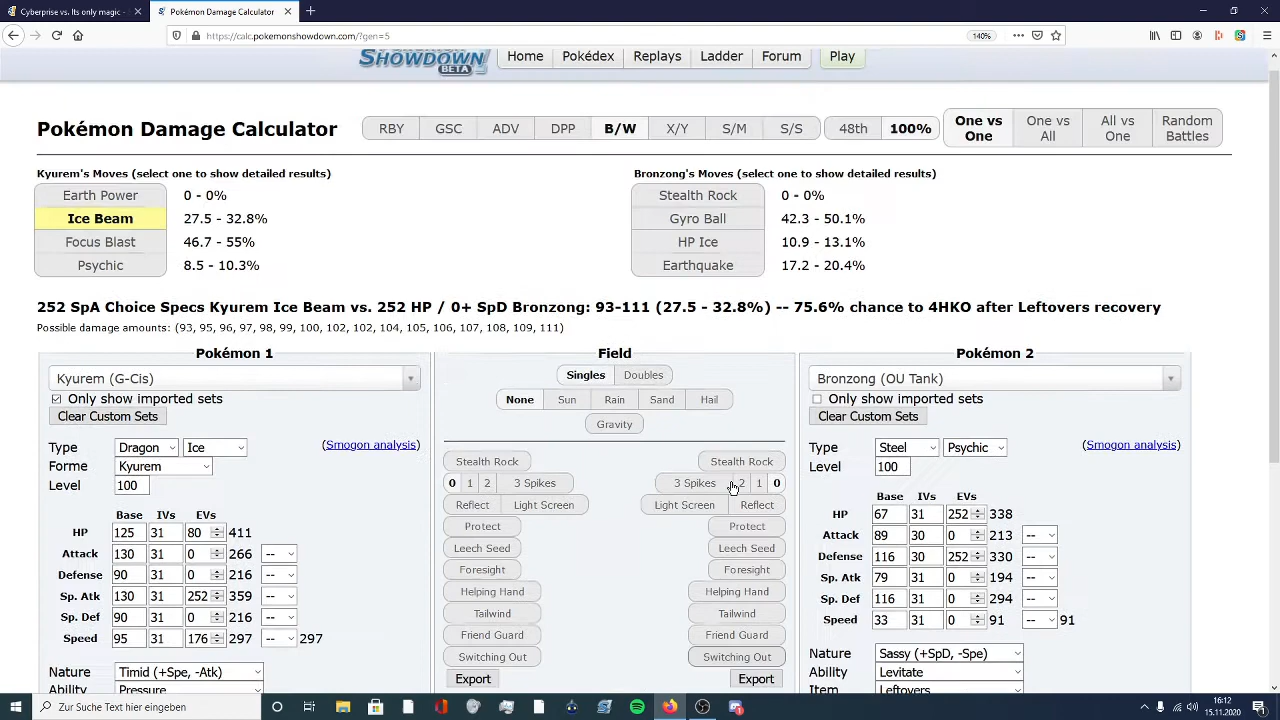 Cyberprise vs. Its only magic - 
Pokémon Damage Calculator
https://calc.pokemonshowdown.com/?gen=5
140%
SHOWDOWN
BETA
Home Pokédex Replays Ladder Forum Play
Pokémon Damage Calculator
RBY GSC ADV DPP B/W X/Y S/M S/S 48th 100%
One vs One
One vs All
All vs One
Random Battles
Kyurem's Moves (select one to show detailed results)
Earth Power 0 - 0%
Ice Beam 27.5 - 32.8%
Focus Blast 46.7 - 55%
Psychic 8.5 - 10.3%
Bronzong's Moves (select one to show detailed results)
Stealth Rock 0 - 0%
Gyro Ball 42.3 - 50.1%
HP Ice 10.9 - 13.1%
Earthquake 17.2 - 20.4%
252 SpA Choice Specs Kyurem Ice Beam vs. 252 HP / 0+ SpD Bronzong: 93-111 (27.5 - 32.8%) -- 75.6% chance to 4HKO after Leftovers recovery
Possible damage amounts: (93, 95, 96, 97, 98, 99, 100, 102, 102, 104, 105, 106, 107, 108, 109, 111)
Pokémon 1
Kyurem (G-Cis)
Only show imported sets
Clear Custom Sets
Type Dragon Ice (Smogon analysis)
Forme Kyurem
Level 100
Base IVs EVs
HP 125 31 80 411
Attack 130 31 0 266 --
Defense 90 31 0 216 --
Sp. Atk 130 31 252 359 --
Sp. Def 90 31 0 216 --
Speed 95 31 176 297 -- 297
Nature Timid (+Spe, -Atk)
Ability Pressure
Field
Singles Doubles
None Sun Rain Sand Hail
Gravity
Stealth Rock Stealth Rock
0 1 2 3 Spikes 3 Spikes 2 1 0
Reflect Light Screen Light Screen Reflect
Protect Protect
Leech Seed Leech Seed
Foresight Foresight
Helping Hand Helping Hand
Tailwind Tailwind
Friend Guard Friend Guard
Switching Out Switching Out
Export Export
Pokémon 2
Bronzong (OU Tank)
Only show imported sets
Clear Custom Sets
Type Steel Psychic (Smogon analysis)
Level 100
Base IVs EVs
HP 67 31 252 338
Attack 89 30 0 213 --
Defense 116 30 252 330 --
Sp. Atk 79 31 0 194 --
Sp. Def 116 31 0 294 --
Speed 33 31 0 91 -- 91
Nature Sassy (+SpD, -Spe)
Ability Levitate
Item Leftovers
Zur Suche Text hier eingeben
16:12
15.11.2020